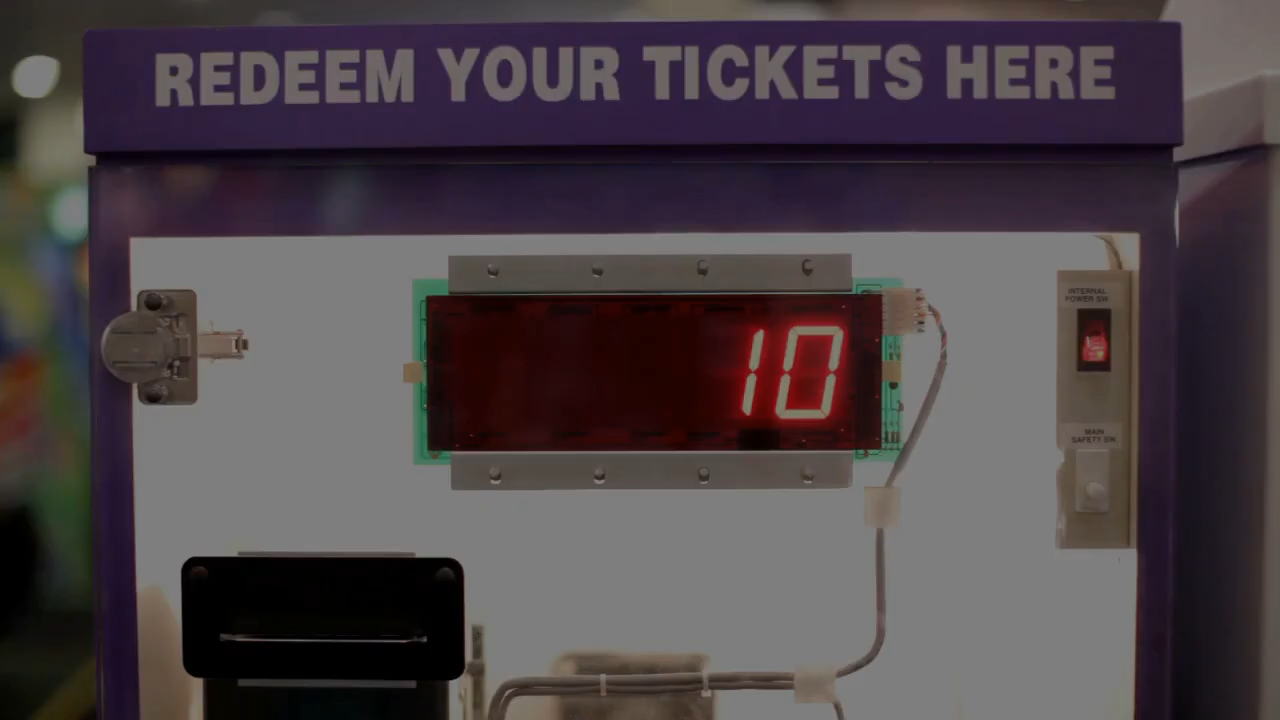 REDEEM YOUR TICKETS HERE
10
INTERNAL
POWER SW
MAIN
SAFETY SW